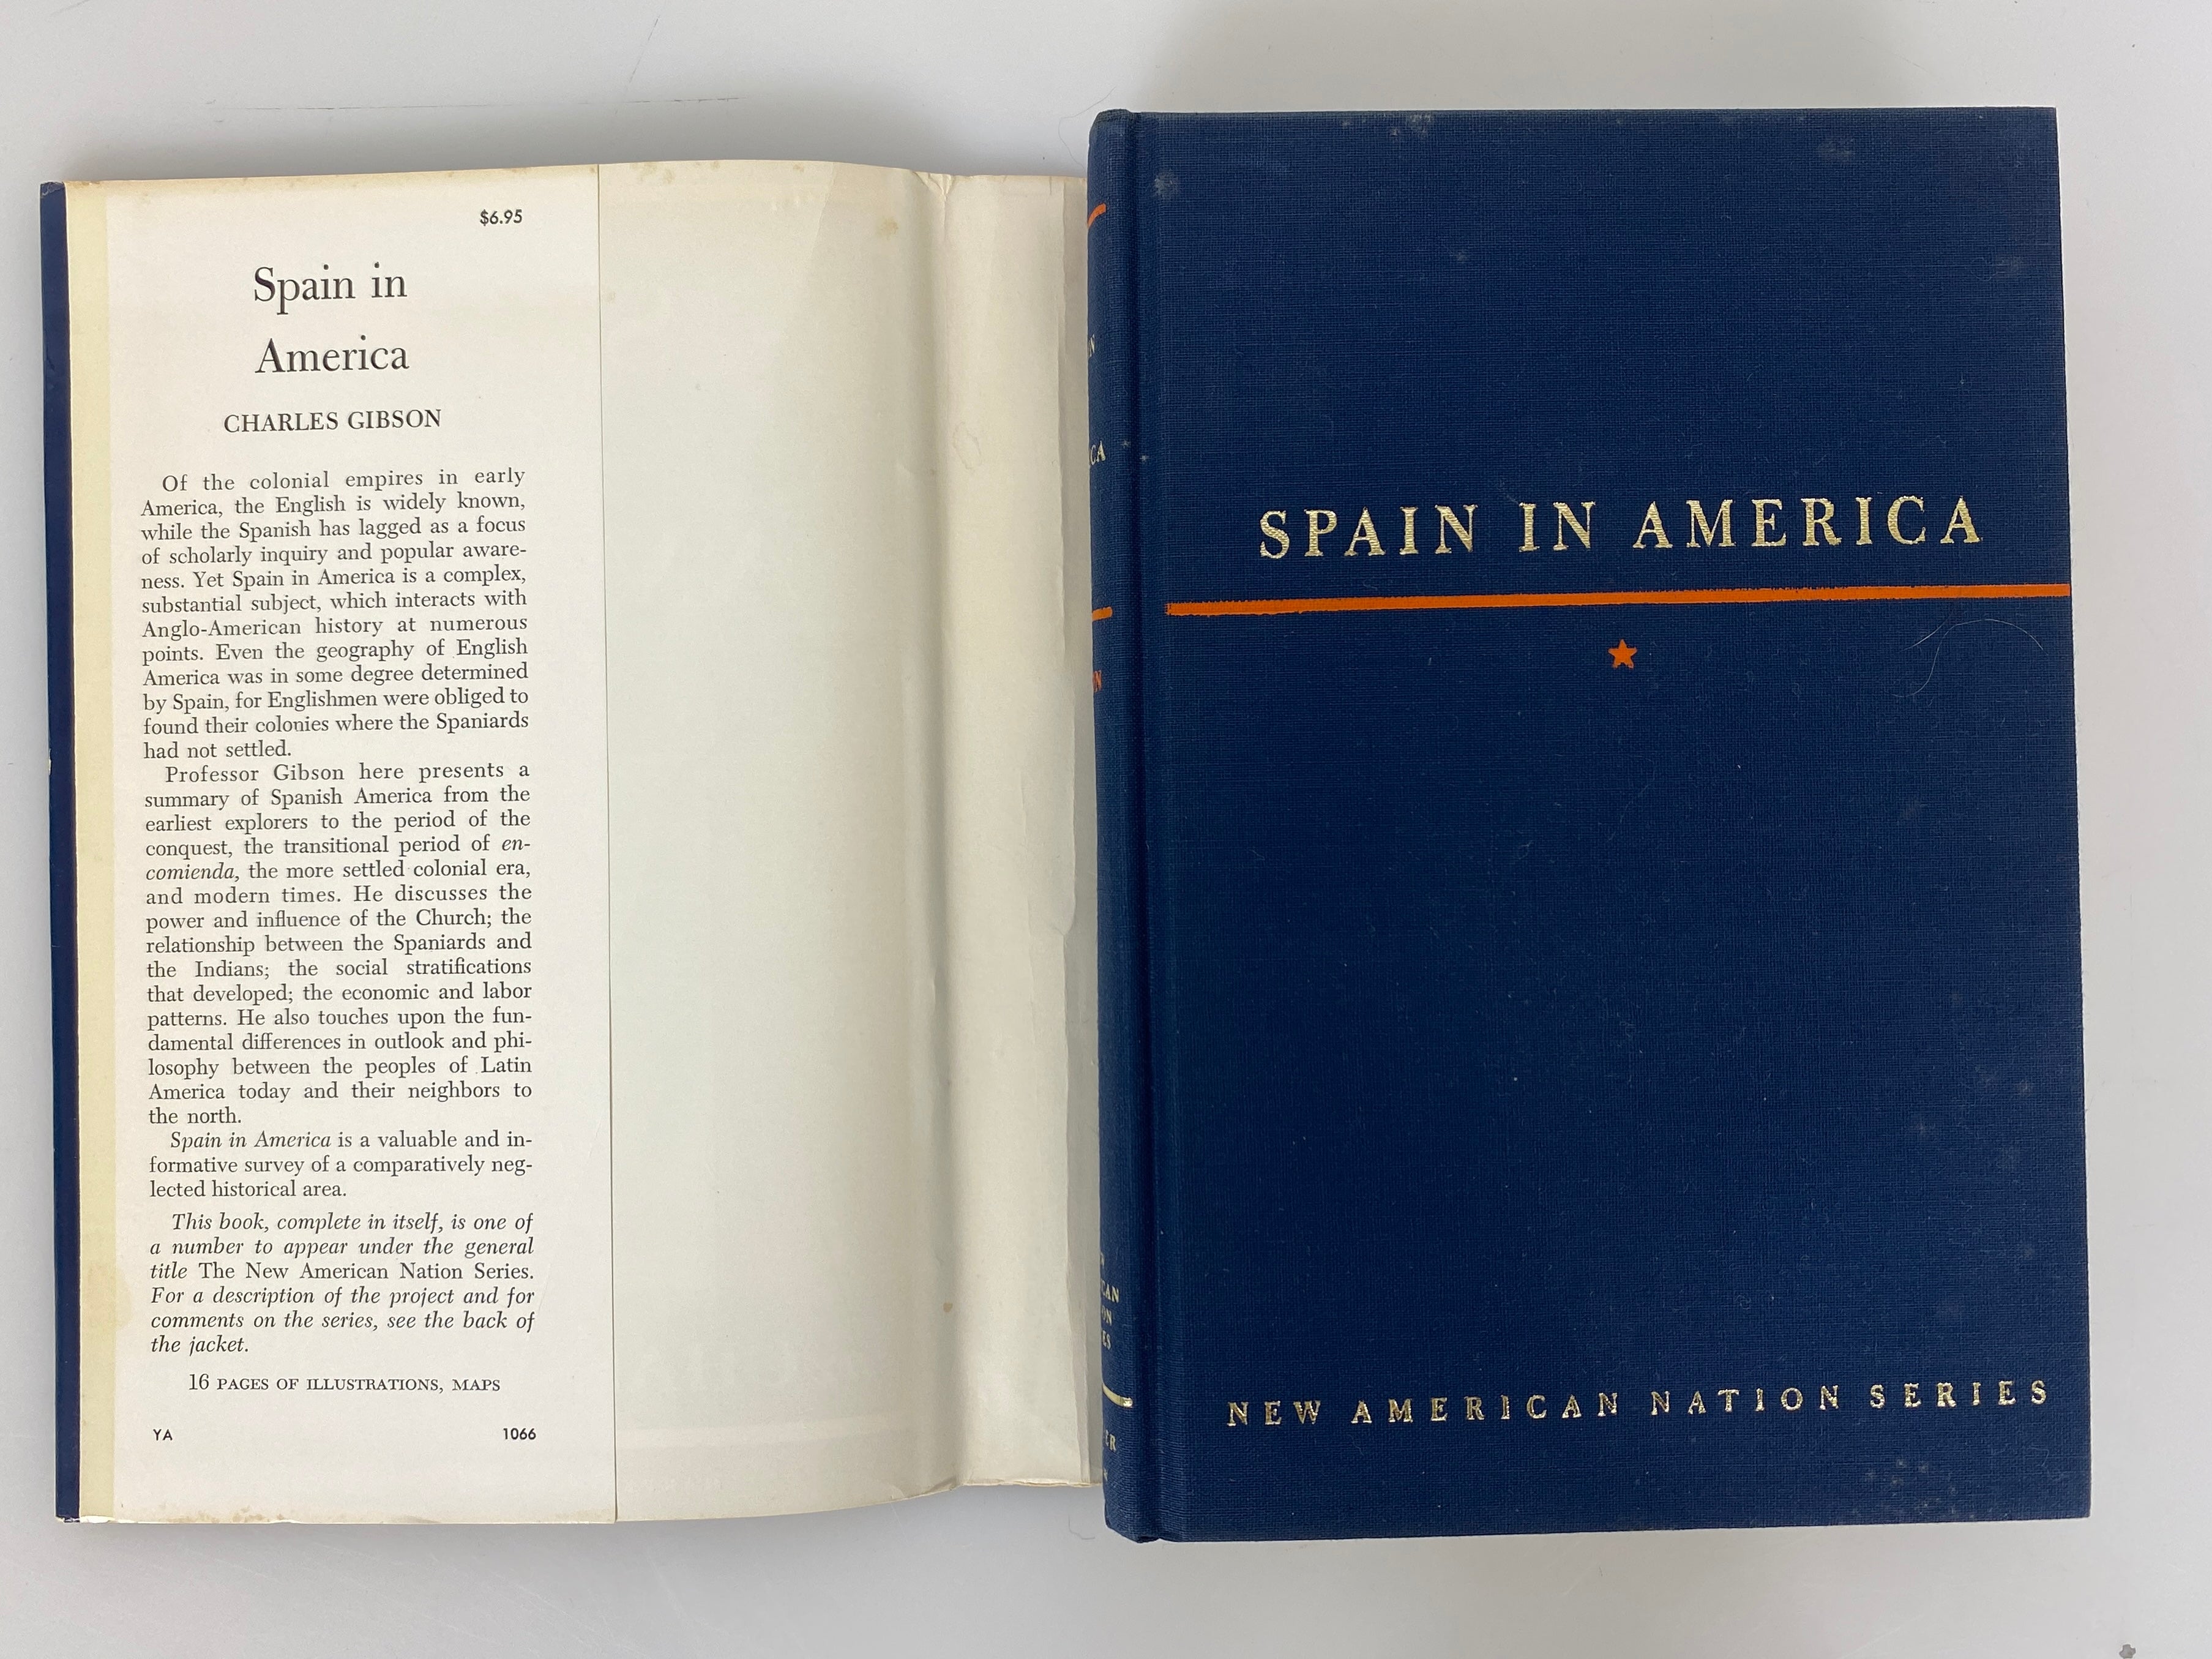 $6.95
Spain in
America
CHARLES GIBSON
Of the colonial empires in early
America, the English is widely known,
while the Spanish has lagged as a focus
of scholarly inquiry and popular aware-
ness. Yet Spain in America is a complex,
substantial subject, which interacts with
Anglo-American history at numerous
points. Even the geography of English
America was in some degree determined
by Spain, for Englishmen were obliged to
found their colonies where the Spaniards
had not settled.
Professor Gibson here presents a
summary of Spanish America from the
earliest explorers to the period of the
conquest, the transitional period of en-
comienda, the more settled colonial era,
and modern times. He discusses the
power and influence of the Church; the
relationship between the Spaniards and
the Indians; the social stratifications
that developed; the economic and labor
patterns. He also touches upon the fun-
damental differences in outlook and phi-
losophy between the peoples of Latin
America today and their neighbors to
the north.
Spain in America is a valuable and in-
formative survey of a comparatively neg-
lected historical area.
This book, complete in itself, is one of
a number to appear under the general
title The New American Nation Series.
For a description of the project and for
comments on the series, see the back of
the jacket.
16 PAGES OF ILLUSTRATIONS, MAPS
YA 1066
SPAIN IN AMERICA
NEW AMERICAN NATION SERIES